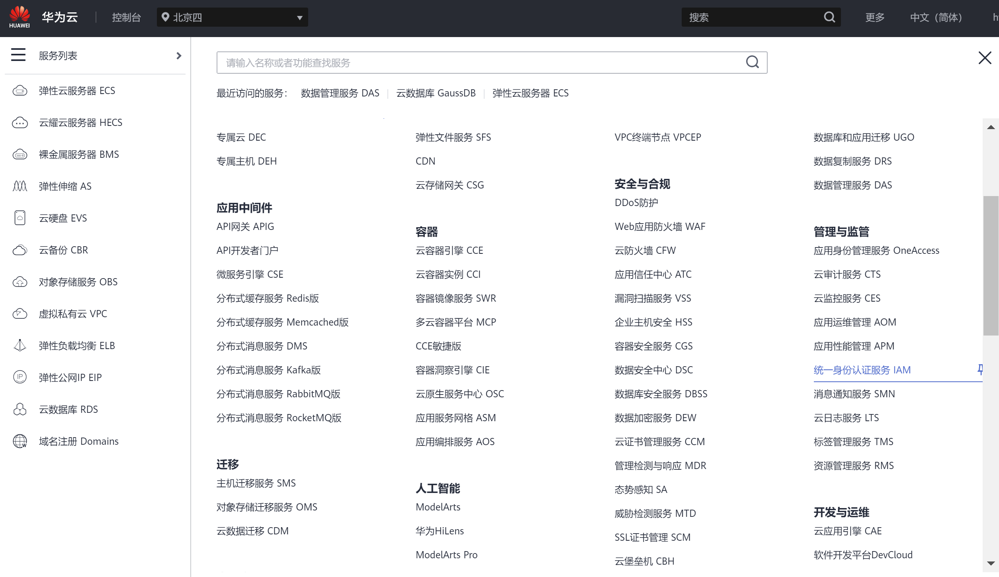 HUAWEI
华为云
控制台
北京四
搜索
更多
中文（简体）
服务列表
弹性云服务器 ECS
云耀云服务器 HECS
裸金属服务器 BMS
弹性伸缩 AS
云硬盘 EVS
云备份 CBR
对象存储服务 OBS
虚拟私有云 VPC
弹性负载均衡 ELB
IP
弹性公网IP EIP
云数据库 RDS
域名注册 Domains
请输入名称或者功能查找服务
最近访问的服务： 数据管理服务 DAS 云数据库 GaussDB 弹性云服务器 ECS
专属云 DEC
专属主机 DEH
应用中间件
API网关 APIG
API开发者门户
微服务引擎 CSE
分布式缓存服务 Redis版
分布式缓存服务 Memcached版
分布式消息服务 DMS
分布式消息服务 Kafka版
分布式消息服务 RabbitMQ版
分布式消息服务 RocketMQ版
迁移
主机迁移服务 SMS
对象存储迁移服务 OMS
云数据迁移 CDM
弹性文件服务 SFS
CDN
云存储网关 CSG
容器
云容器引擎 CCE
云容器实例 CCI
容器镜像服务 SWR
多云容器平台 MCP
CCE敏捷版
容器洞察引擎 CIE
云原生服务中心 OSC
应用服务网格 ASM
应用编排服务 AOS
人工智能
ModelArts
华为HiLens
ModelArts Pro
VPC终端节点 VPCEP
安全与合规
DDoS防护
Web应用防火墙 WAF
云防火墙 CFW
应用信任中心 ATC
漏洞扫描服务 VSS
企业主机安全 HSS
容器安全服务 CGS
数据安全中心 DSC
数据库安全服务 DBSS
数据加密服务 DEW
云证书管理服务 CCM
管理检测与响应 MDR
态势感知 SA
威胁检测服务 MTD
SSL证书管理 SCM
云堡垒机 CBH
数据库和应用迁移 UGO
数据复制服务 DRS
数据管理服务 DAS
管理与监管
应用身份管理服务 OneAccess
云审计服务 CTS
云监控服务 CES
应用运维管理 AOM
应用性能管理 APM
统一身份认证服务 IAM
消息通知服务 SMN
云日志服务 LTS
标签管理服务 TMS
资源管理服务 RMS
开发与运维
云应用引擎 CAE
软件开发平台DevCloud